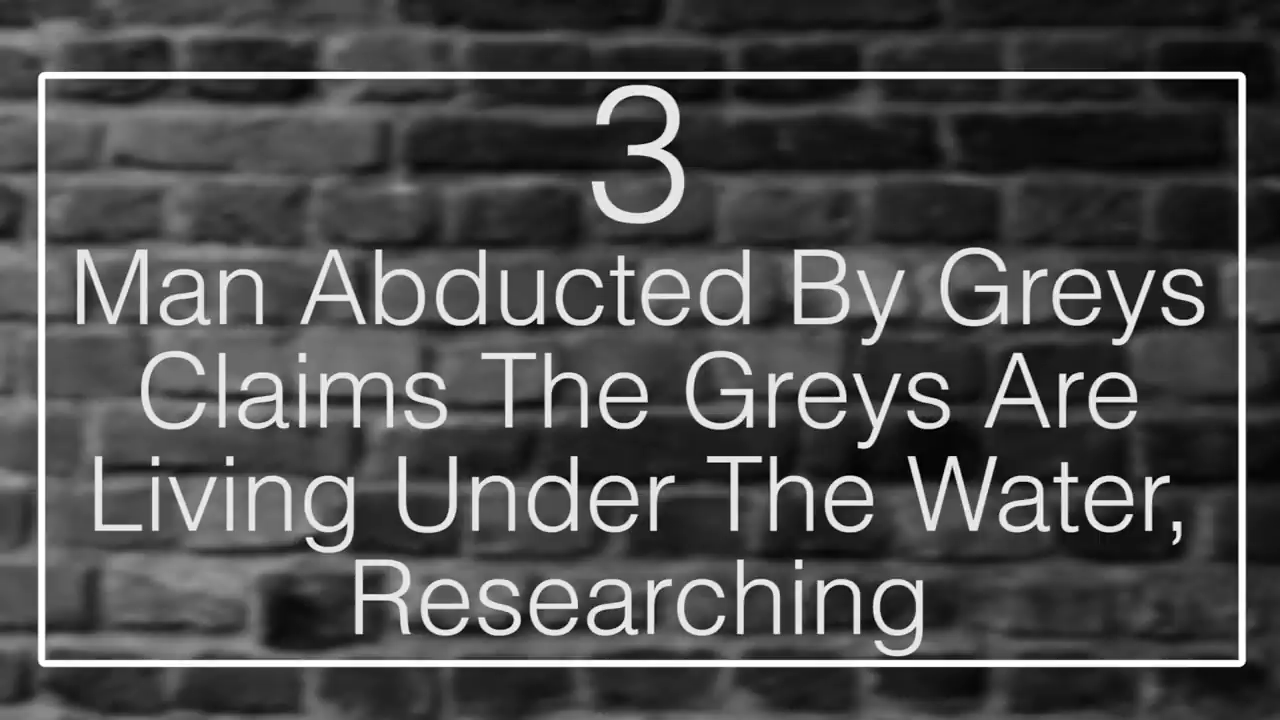 3
Man Abducted By Greys
Claims The Greys Are
Living Under The Water,
Researching